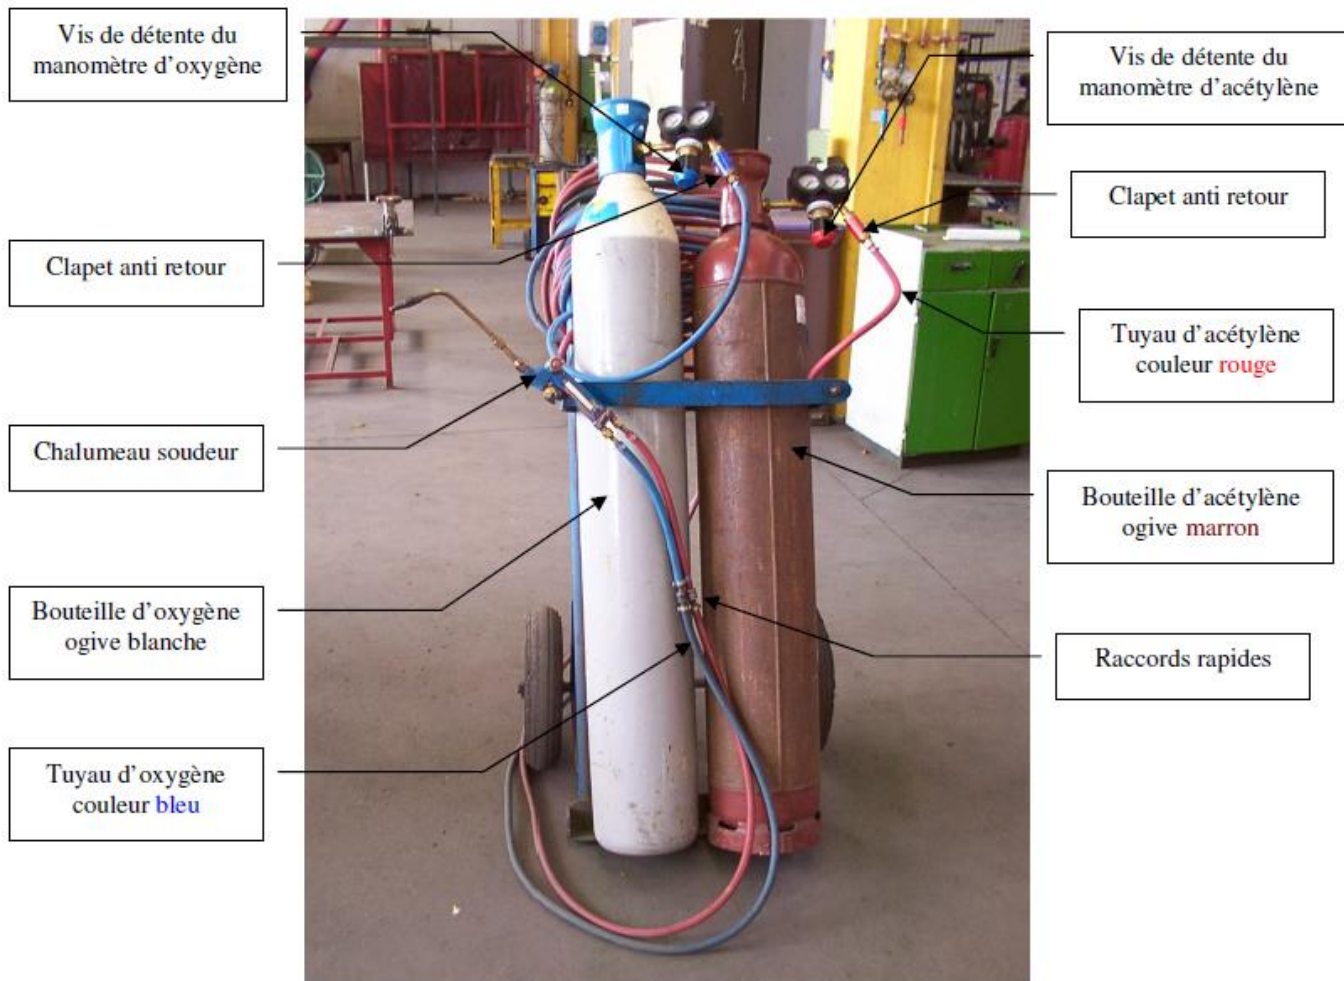 Vis de détente du
manomètre d'oxygène
Clapet anti retour
Chalumeau soudeur
Bouteille d'oxygène
ogive blanche
Tuyau d'oxygène
couleur bleu
Vis de détente du
manomètre d'acétylène
Clapet anti retour
Tuyau d'acétylène
couleur rouge
Bouteille d'acétylène
ogive marron
Raccords rapides